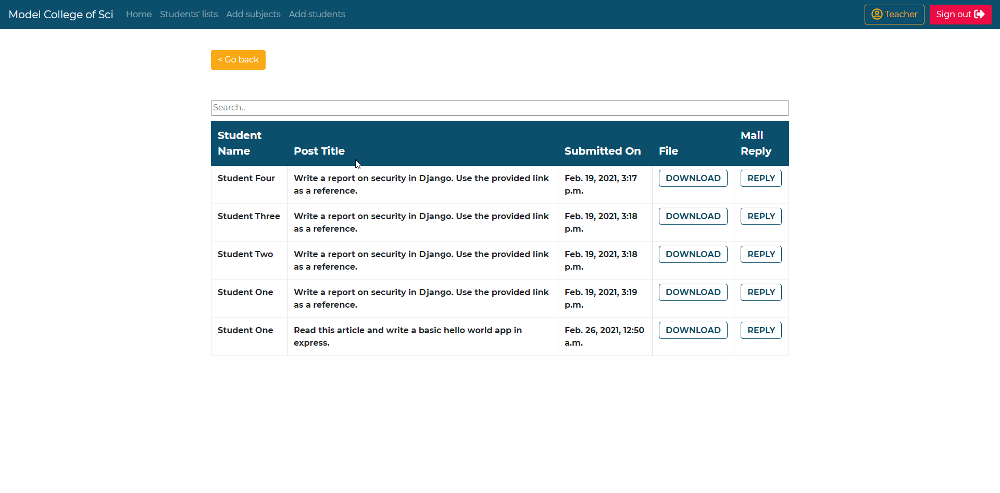 Model College of Sci Home Students' lists Add subjects Add students Teacher Sign out
< Go back
Search..
Student Name Post Title Submitted On File Mail Reply
Student Four Write a report on security in Django. Use the provided link Feb. 19, 2021, 3:17 DOWNLOAD REPLY
as a reference. p.m.
Student Three Write a report on security in Django. Use the provided link Feb. 19, 2021, 3:18 DOWNLOAD REPLY
as a reference. p.m.
Student Two Write a report on security in Django. Use the provided link Feb. 19, 2021, 3:18 DOWNLOAD REPLY
as a reference. p.m.
Student One Write a report on security in Django. Use the provided link Feb. 19, 2021, 3:19 DOWNLOAD REPLY
as a reference. p.m.
Student One Read this article and write a basic hello world app in Feb. 26, 2021, 12:50 DOWNLOAD REPLY
express. a.m.